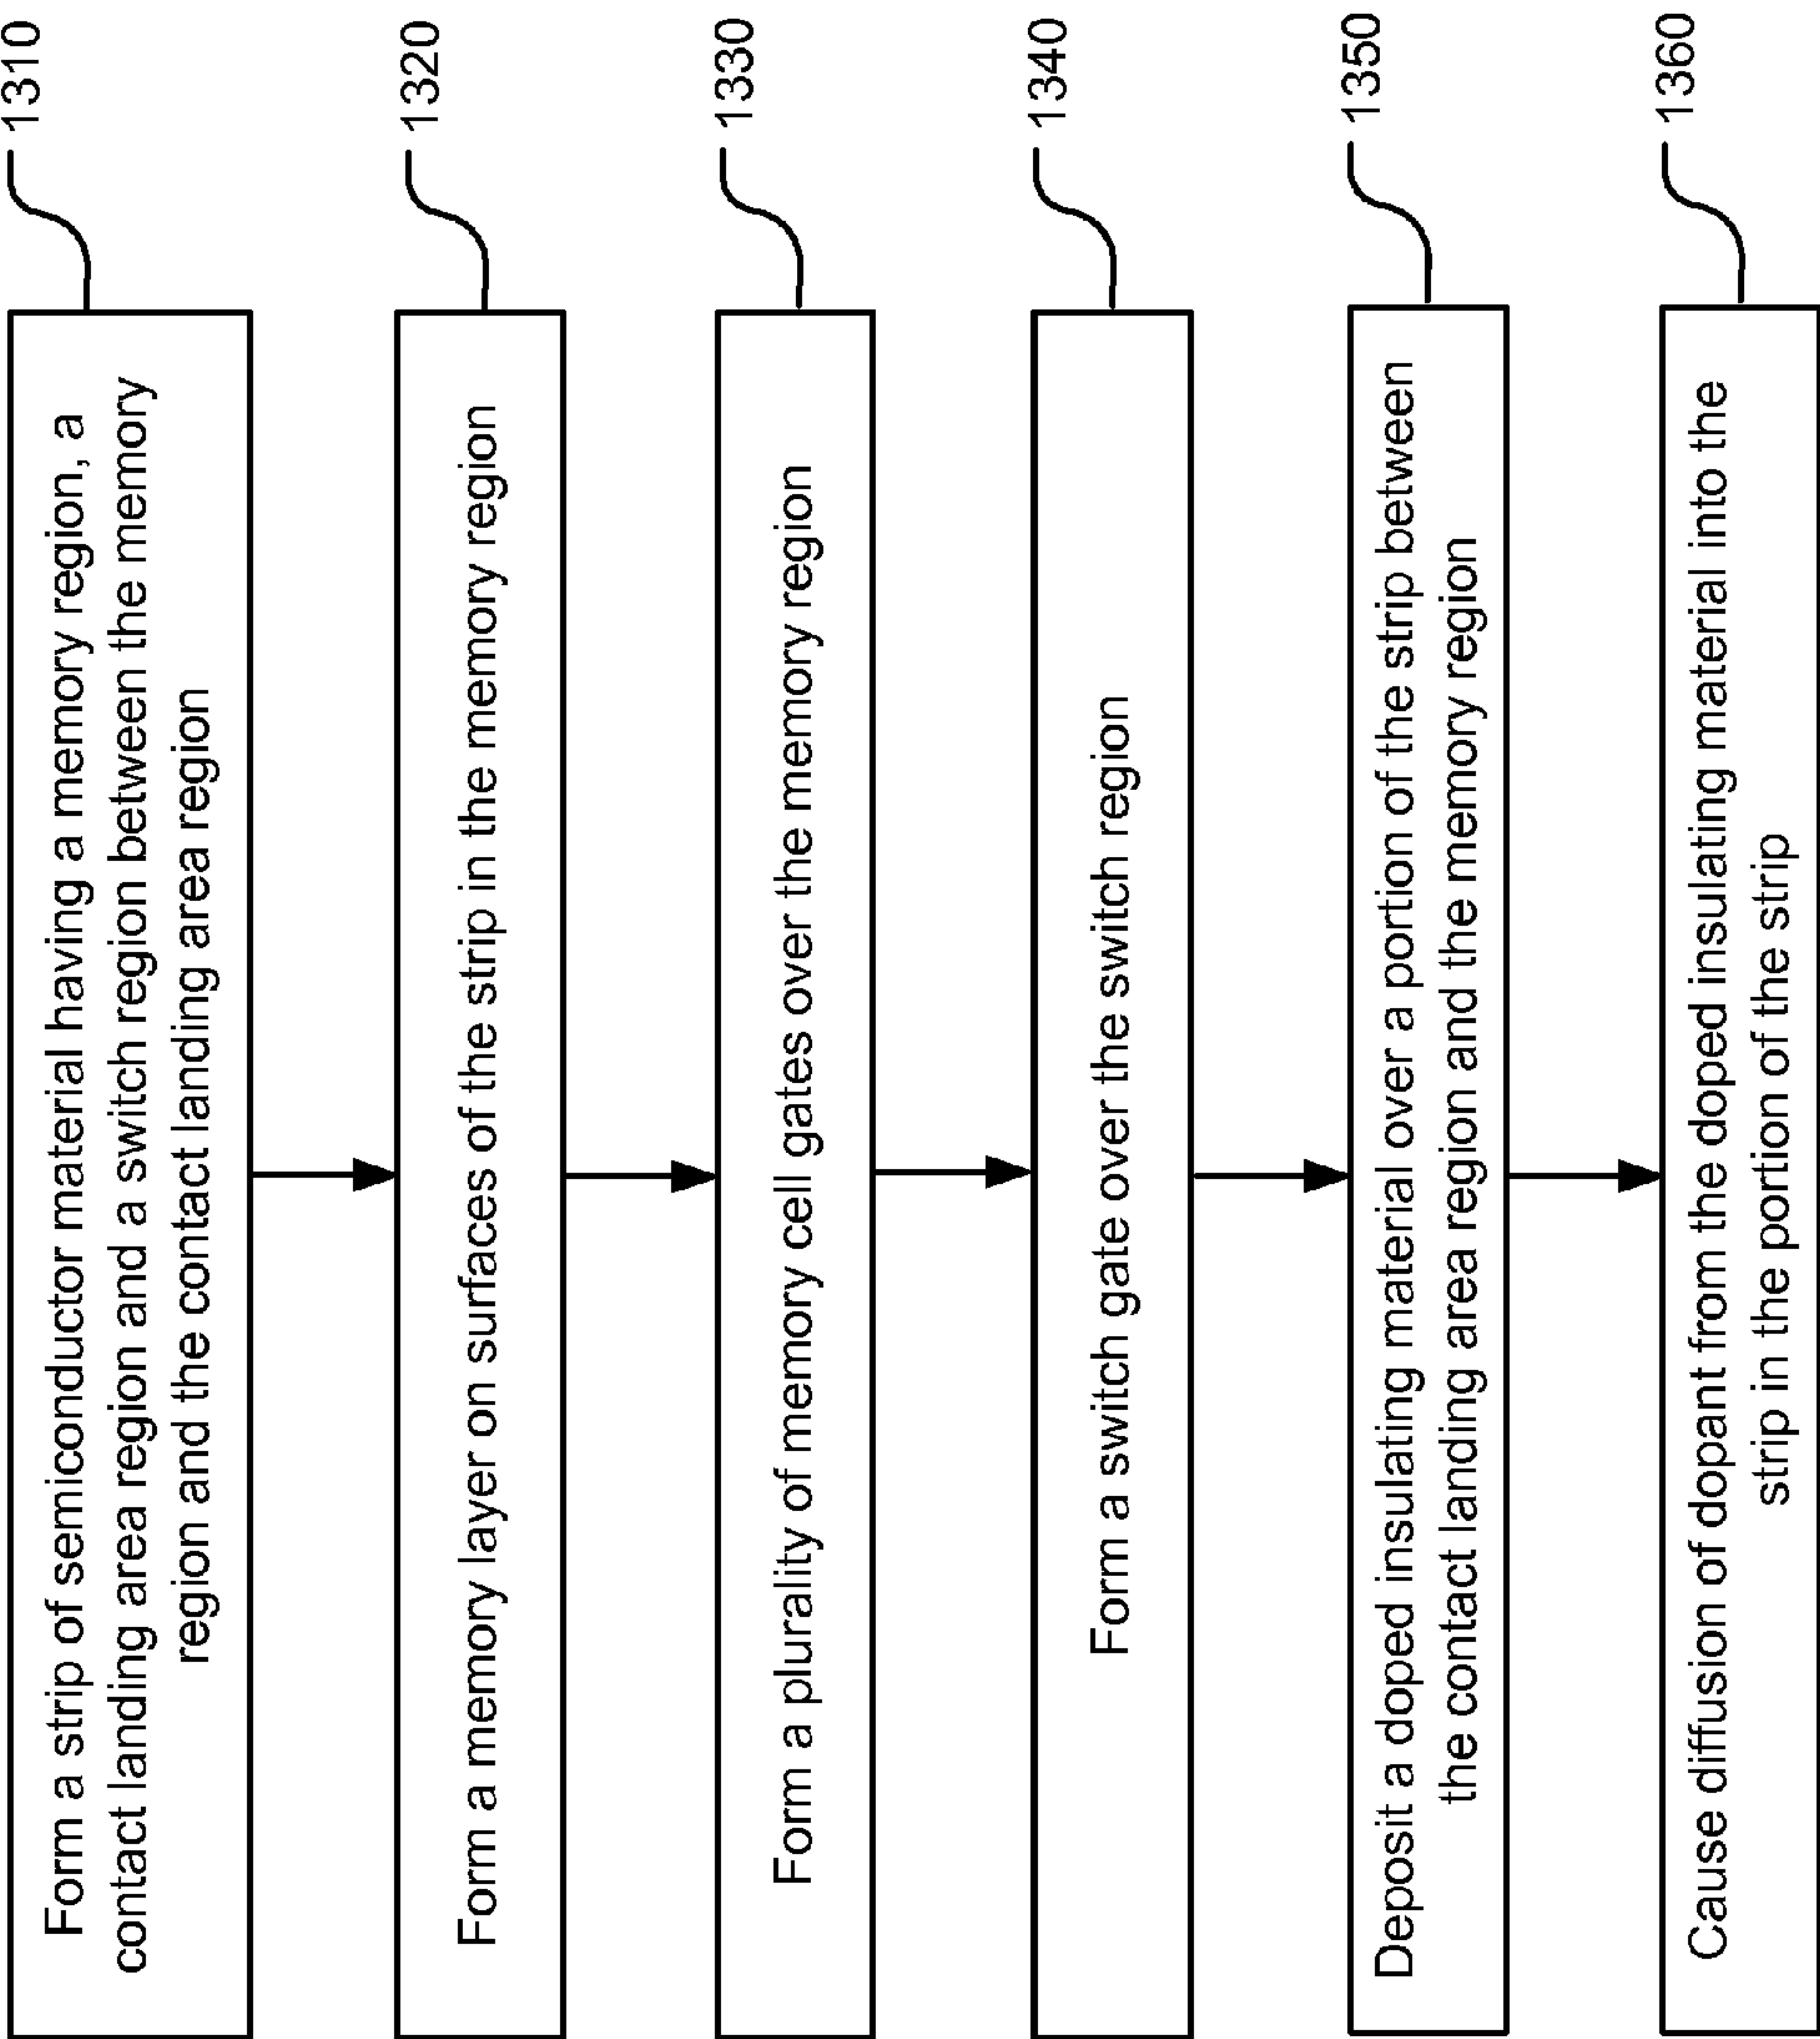 Form a strip of semiconductor material having a memory region, a
contact landing area region and a switch region between the memory
region and the contact landing area region
1310
Form a memory layer on surfaces of the strip in the memory region
1320
Form a plurality of memory cell gates over the memory region
1330
Form a switch gate over the switch region
1340
Deposit a doped insulating material over a portion of the strip between
the contact landing area region and the memory region
1350
Cause diffusion of dopant from the doped insulating material into the
strip in the portion of the strip
1360